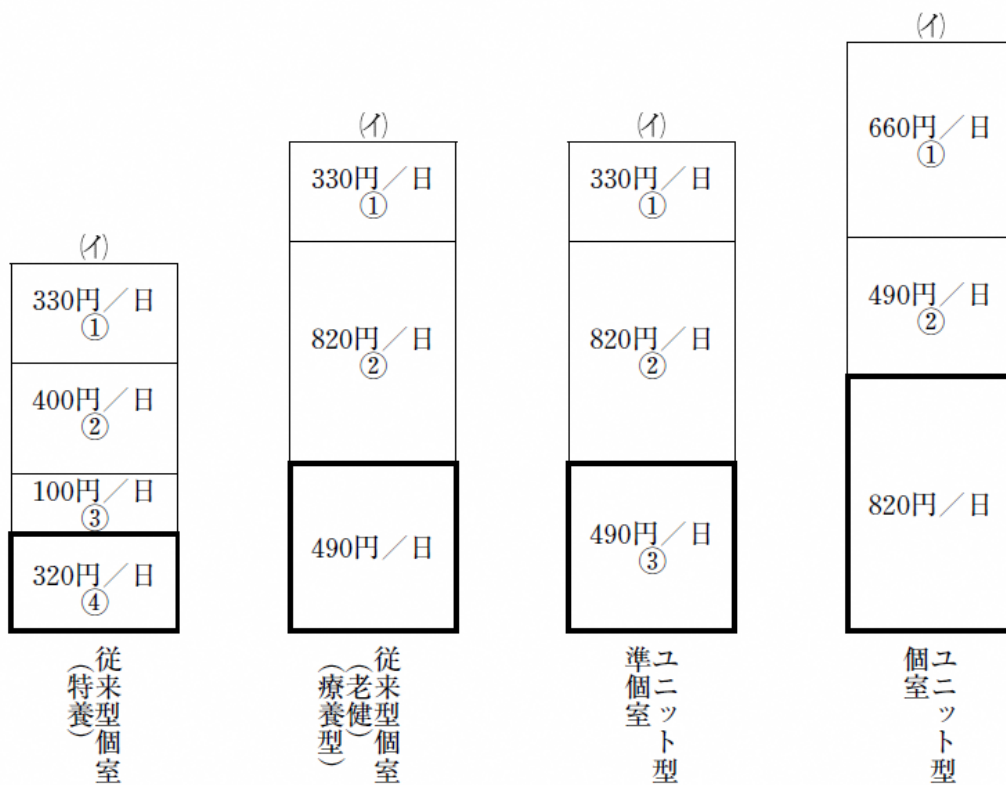 (イ)
330円／日
①
400円／日
②
100円／日
③
320円／日
④
従来型個室
(特養)
(イ)
330円／日
①
820円／日
②
490円／日
従来型個室
(老健)
(療養型)
(イ)
330円／日
①
820円／日
②
490円／日
③
ユニット型
準個室
(イ)
660円／日
①
490円／日
②
820円／日
ユニット型
個室